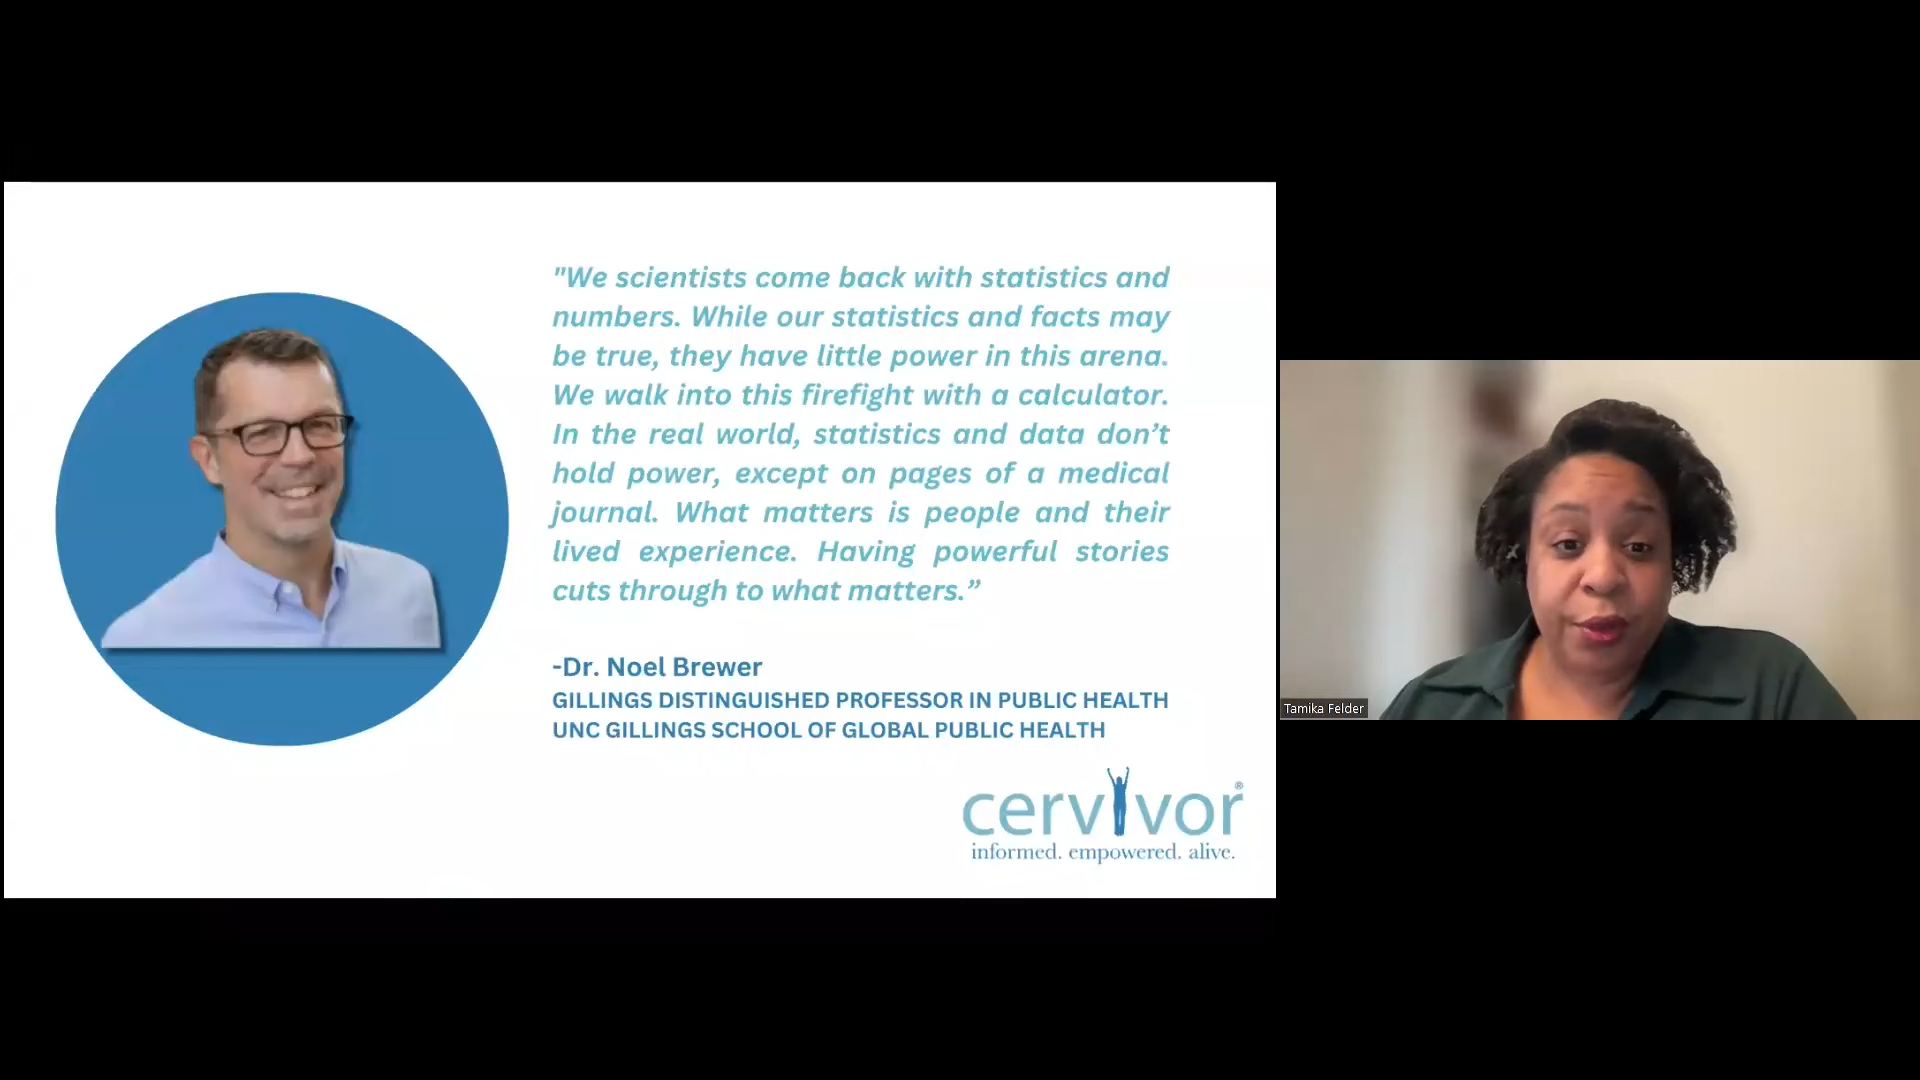 "We scientists come back with statistics and
numbers. While our statistics and facts may
be true, they have little power in this arena.
We walk into this firefight with a calculator.
In the real world, statistics and data don’t
hold power, except on pages of a medical
journal. What matters is people and their
lived experience. Having powerful stories
cuts through to what matters.”
-Dr. Noel Brewer
GILLINGS DISTINGUISHED PROFESSOR IN PUBLIC HEALTH
UNC GILLINGS SCHOOL OF GLOBAL PUBLIC HEALTH
cervivor®
informed. empowered. alive.
Tamika Felder